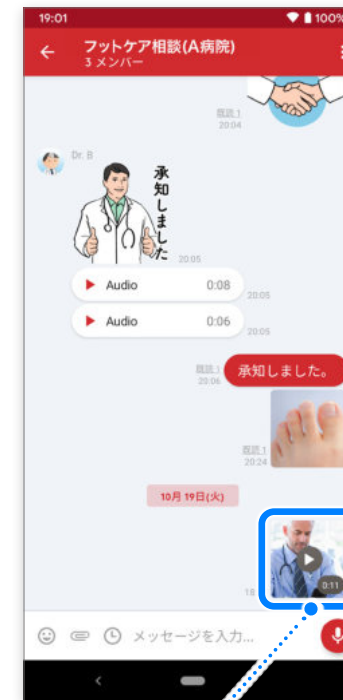 19:01
100%
フットケア相談(A病院)
3 メンバー
既読 1
20:04
Dr. B
承知しました
20:05
Audio 0:08
20:05
Audio 0:06
20:05
既読 1
20:06
承知しました。
既読 1
20:24
10月 19日(火)
0:11
18
メッセージを入力...